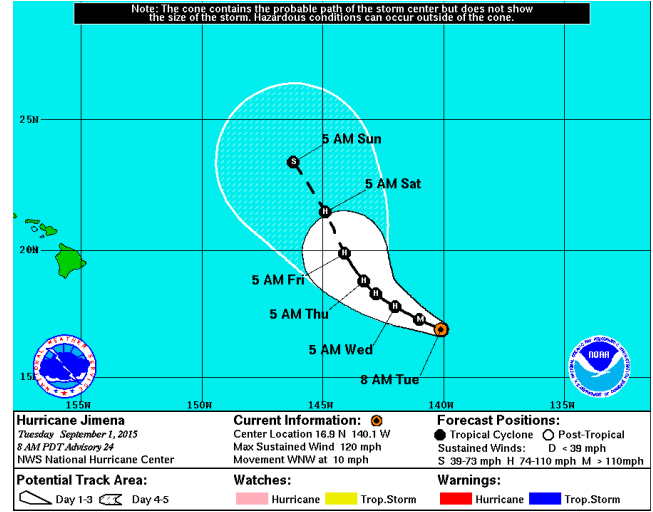 Note: The cone contains the probable path of the storm center but does not show
the size of the storm. Hazardous conditions can occur outside of the cone.
25N
5 AM Sun
S
5 AM Sat
H
20N
H
5 AM Fri
H
H
5 AM Thu
H
M
5 AM Wed
8 AM Tue
NATIONAL WEATHER SERVICE
NOAA
15
155W 150W 145W 140W 135W
Hurricane Jimena
Tuesday September 1, 2015
8 AM PDT Advisory 24
NWS National Hurricane Center
Current Information:
Center Location 16.9 N 140.1 W
Max Sustained Wind 120 mph
Movement WNW at 10 mph
Forecast Positions:
Tropical Cyclone Post-Tropical
Sustained Winds: D < 39 mph
S 39-73 mph H 74-110 mph M > 110mph
Potential Track Area:
Day 1-3 Day 4-5
Watches:
Hurricane Trop.Storm
Warnings:
Hurricane Trop.Storm